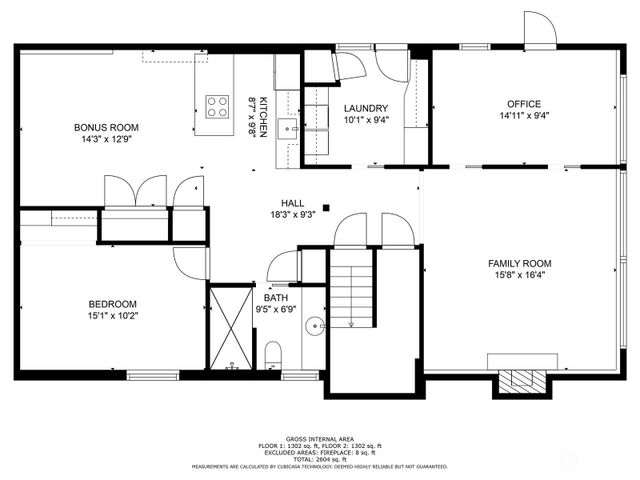 BONUS ROOM
14'3" x 12'9"
KITCHEN
8'7" x 9'8"
LAUNDRY
10'1" x 9'4"
OFFICE
14'11" x 9'4"
HALL
18'3" x 9'3"
FAMILY ROOM
15'8" x 16'4"
BEDROOM
15'1" x 10'2"
BATH
9'5" x 6'9"
GROSS INTERNAL AREA
FLOOR 1: 1302 sq. ft, FLOOR 2: 1302 sq. ft
EXCLUDED AREAS: FIREPLACE: 8 sq. ft
TOTAL: 2604 sq. ft
MEASUREMENTS ARE CALCULATED BY CUBICASA TECHNOLOGY. DEEMED HIGHLY RELIABLE BUT NOT GUARANTEED.